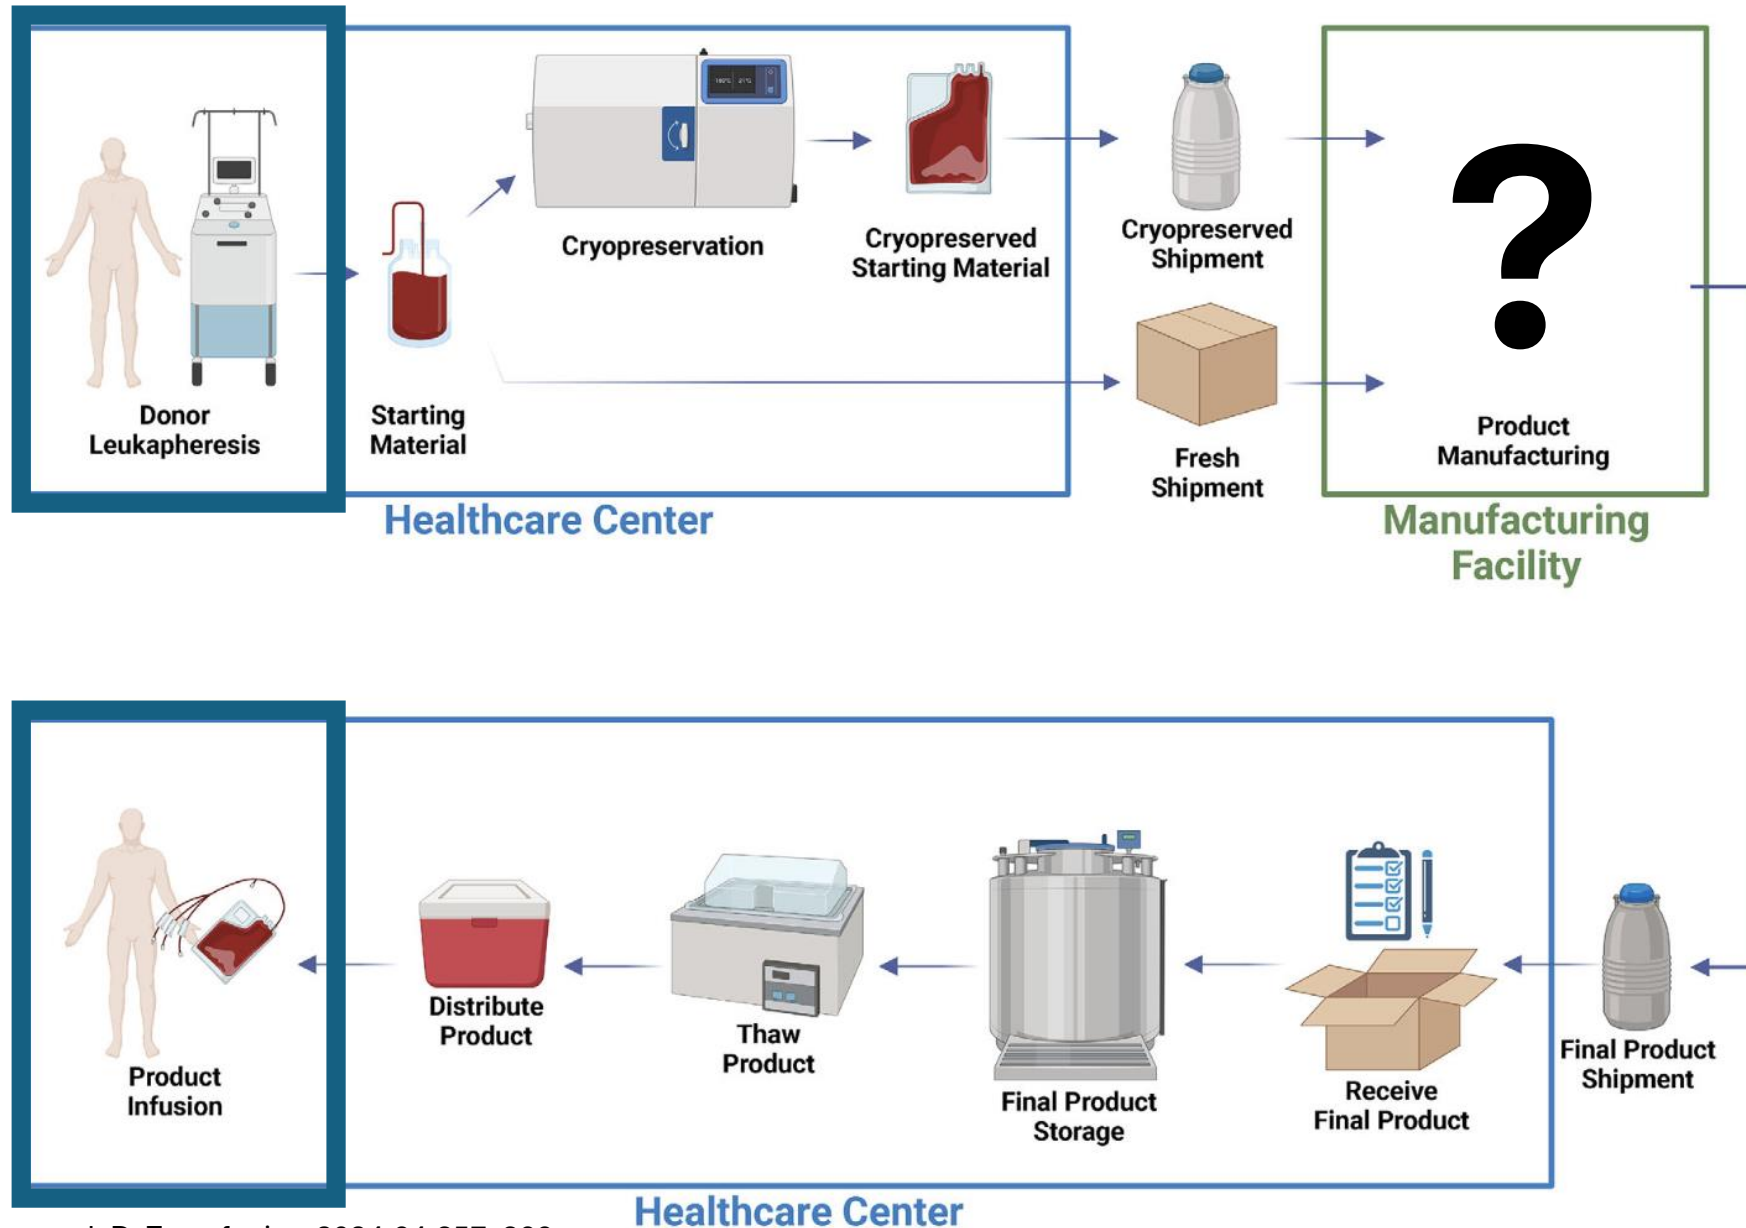 Donor
Leukapheresis
Starting
Material
Cryopreservation
Cryopreserved
Starting Material
Cryopreserved
Shipment
Fresh
Shipment
?
Product
Manufacturing
Healthcare Center
Manufacturing
Facility
Product
Infusion
Distribute
Product
Thaw
Product
Final Product
Storage
Receive
Final Product
Final Product
Shipment
Healthcare Center